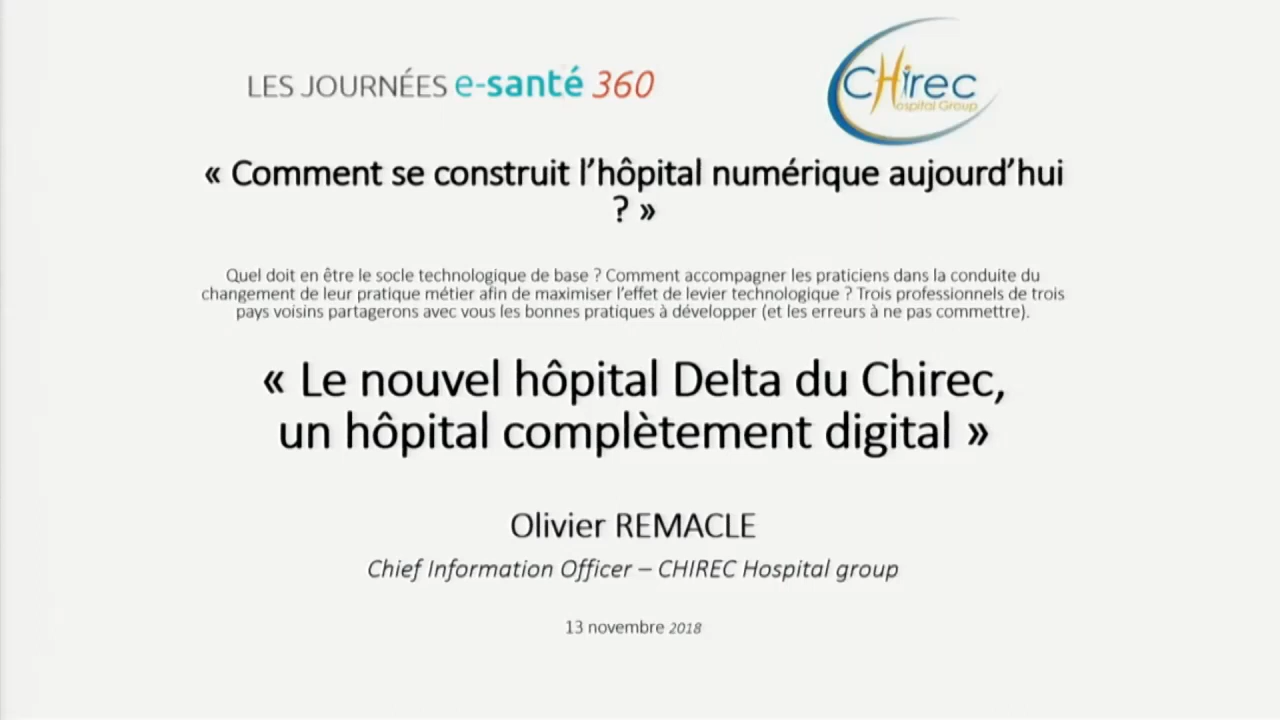 LES JOURNÉES e-santé 360
CHirec
Hospital Group
« Comment se construit l’hôpital numérique aujourd’hui
? »
Quel doit en être le socle technologique de base ? Comment accompagner les praticiens dans la conduite du
changement de leur pratique métier afin de maximiser l’effet de levier technologique ? Trois professionnels de trois
pays voisins partagerons avec vous les bonnes pratiques à développer (et les erreurs à ne pas commettre).
« Le nouvel hôpital Delta du Chirec,
un hôpital complètement digital »
Olivier REMACLE
Chief Information Officer – CHIREC Hospital group
13 novembre 2018